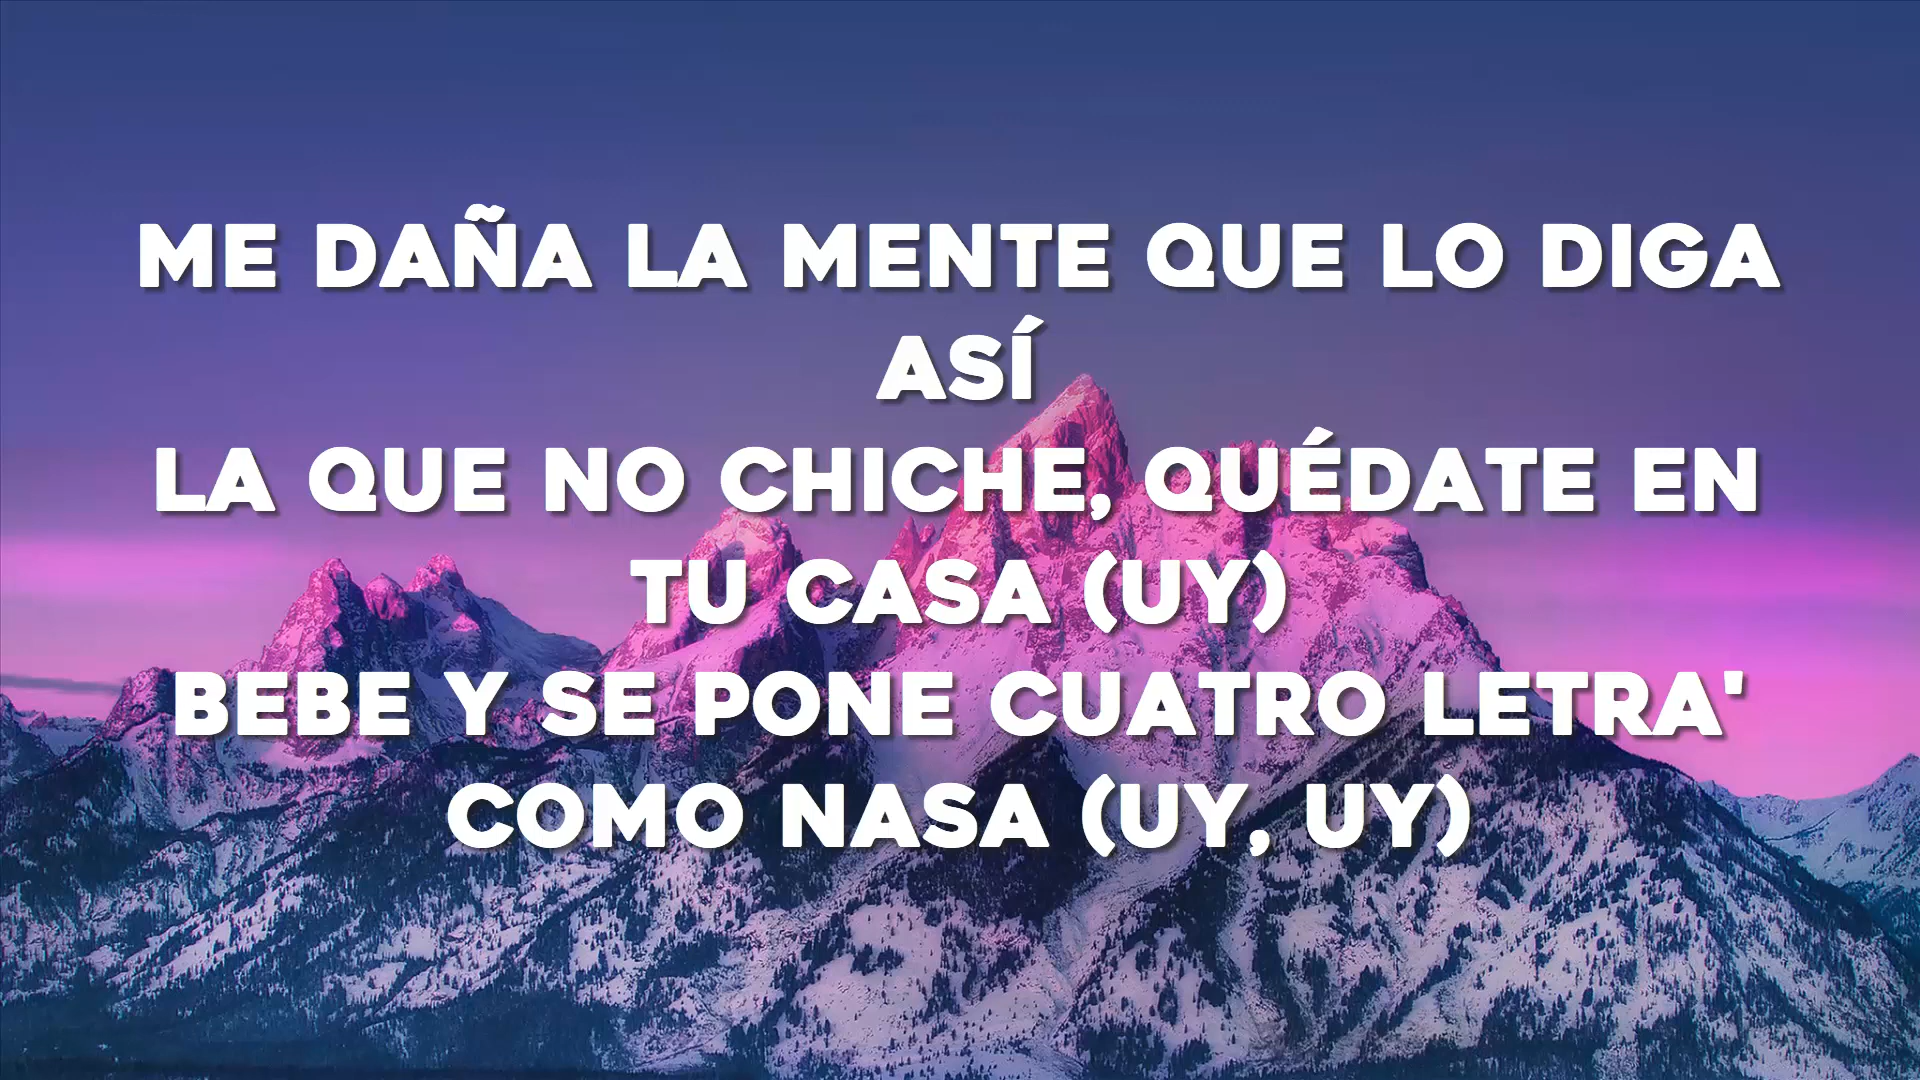 ME DAÑA LA MENTE QUE LO DIGA
ASÍ
LA QUE NO CHICHE, QUÉDATE EN
TU CASA (UY)
BEBE Y SE PONE CUATRO LETRA'
COMO NASA (UY, UY)